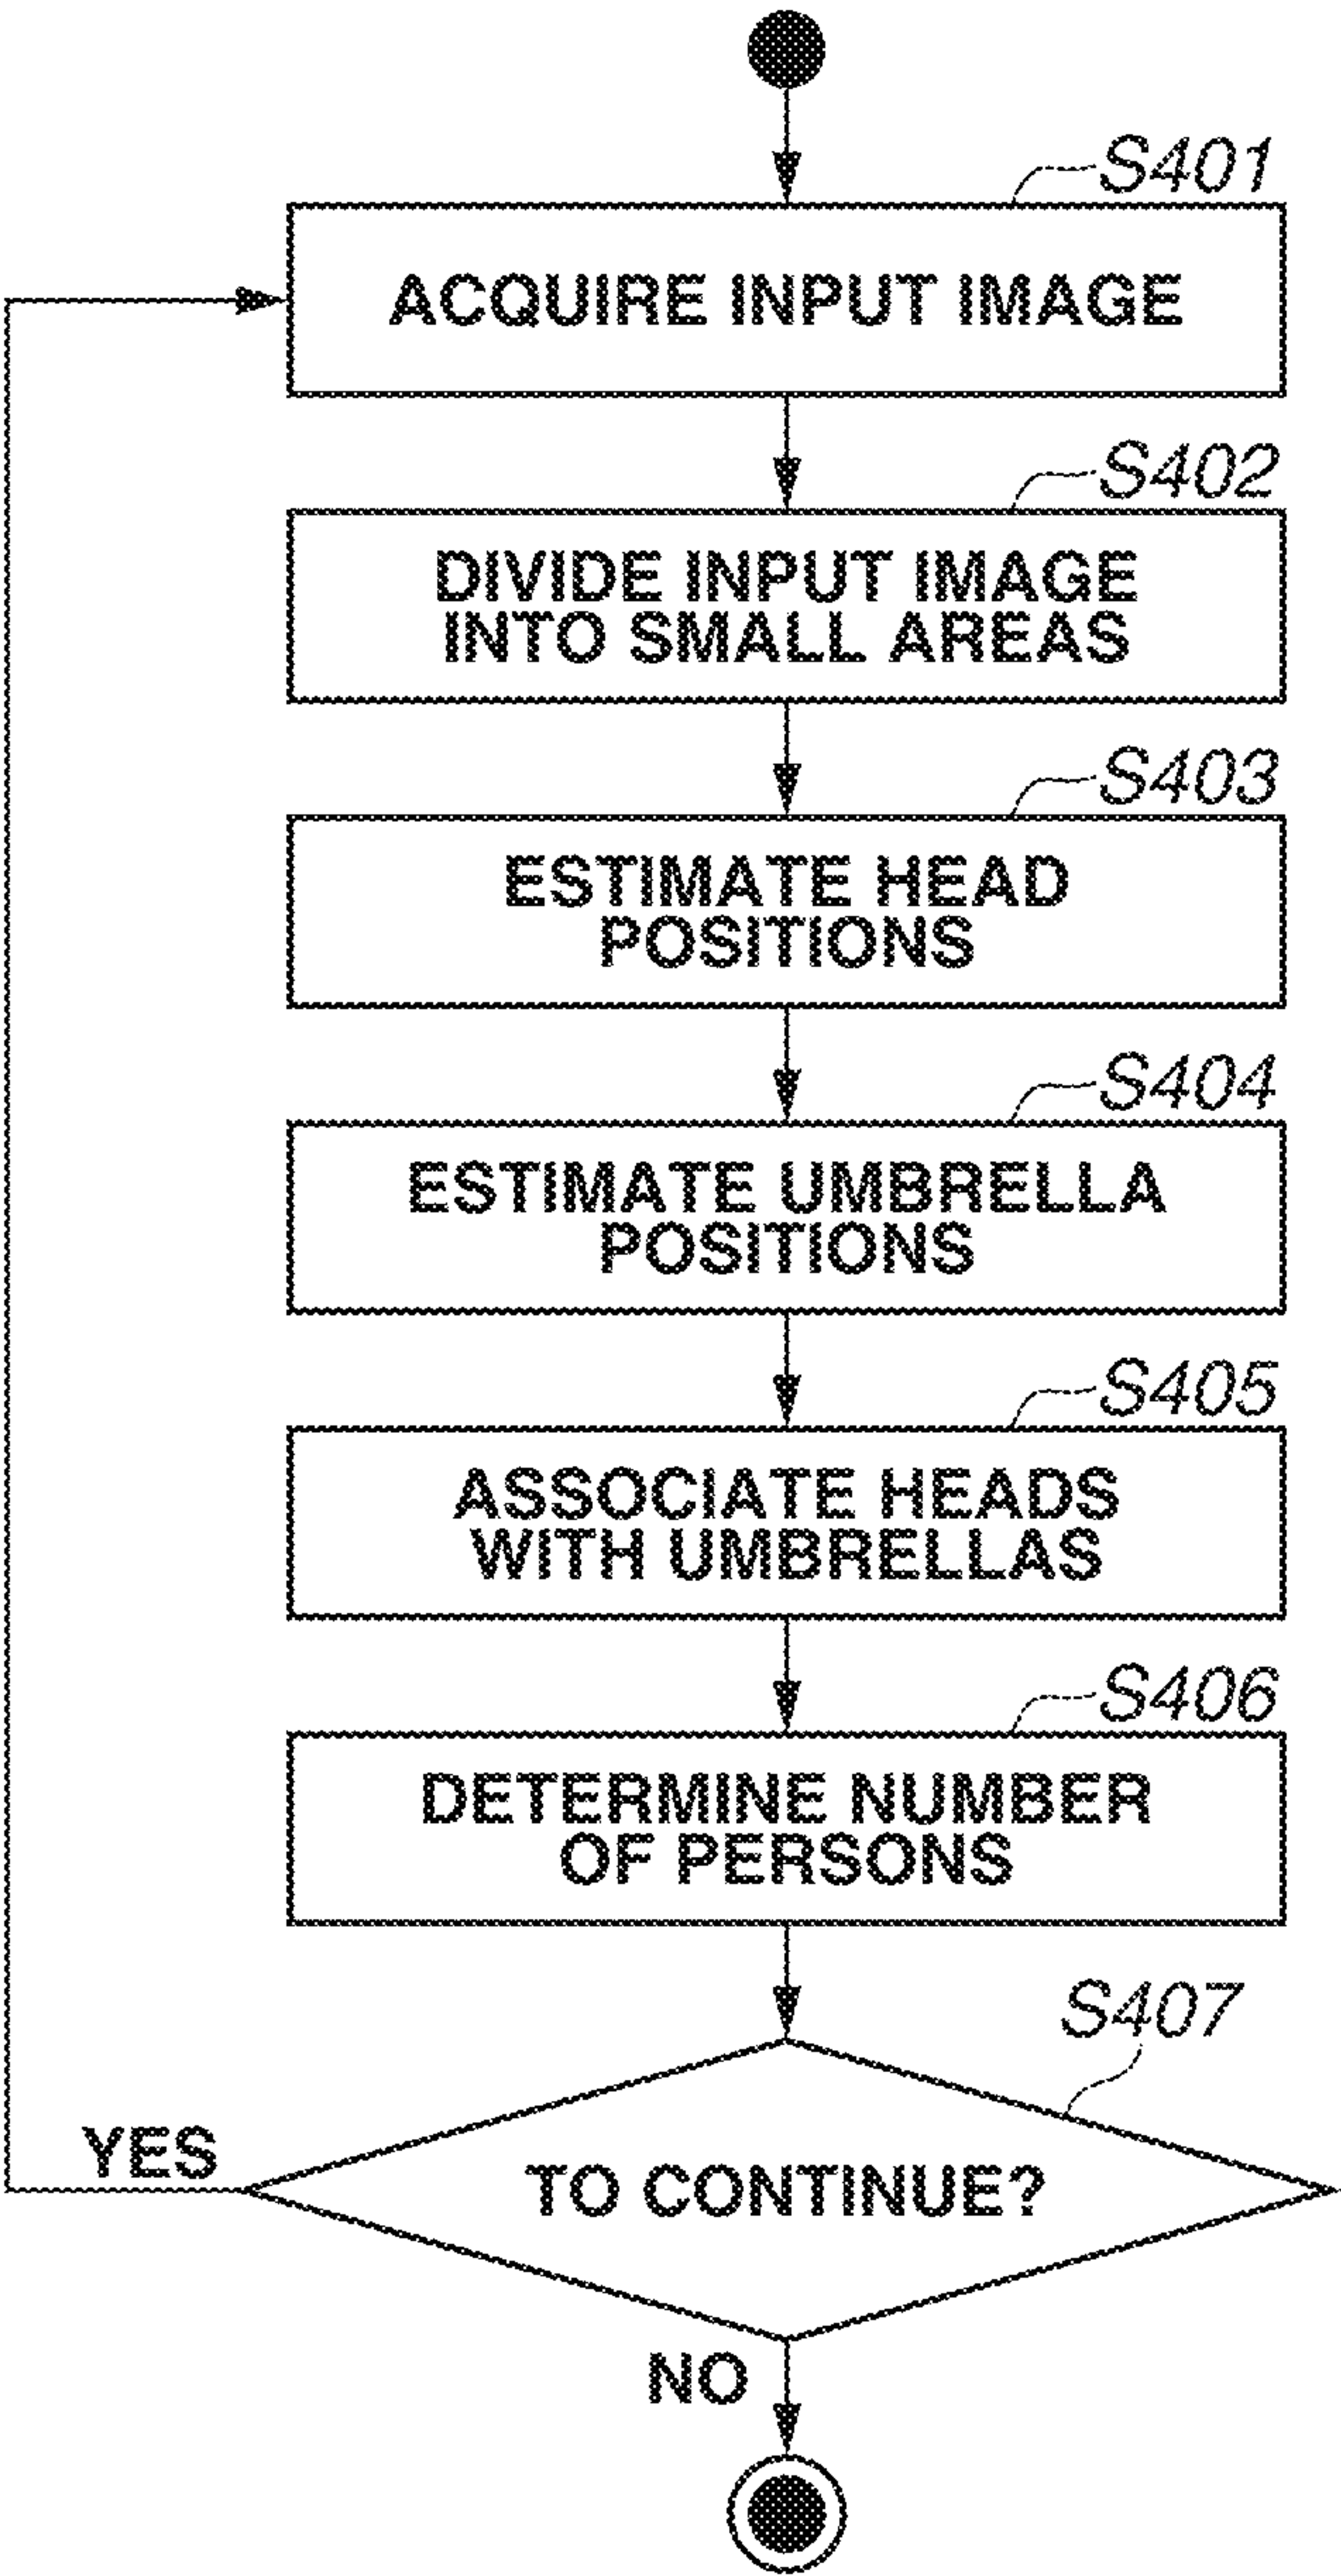 S401
ACQUIRE INPUT IMAGE
S402
DIVIDE INPUT IMAGE
INTO SMALL AREAS
S403
ESTIMATE HEAD
POSITIONS
S404
ESTIMATE UMBRELLA
POSITIONS
S405
ASSOCIATE HEADS
WITH UMBRELLAS
S406
DETERMINE NUMBER
OF PERSONS
S407
YES
TO CONTINUE?
NO